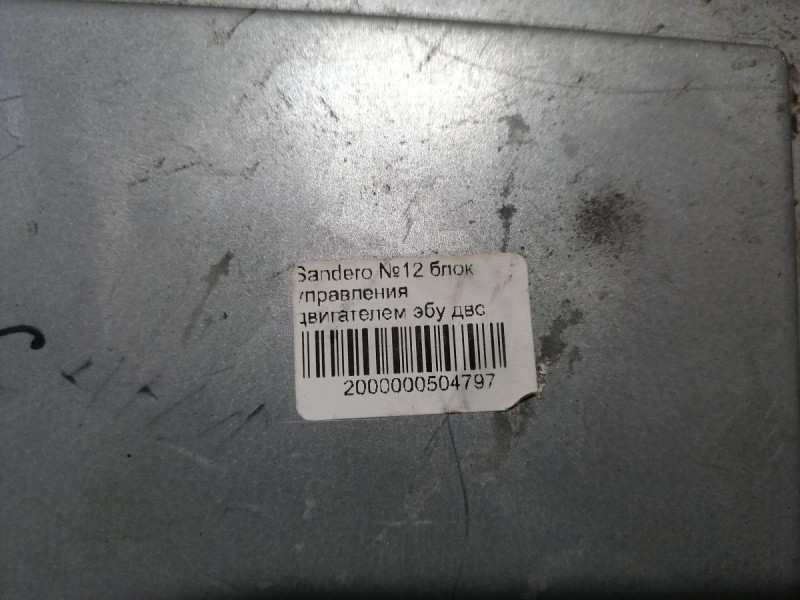 Sandero №12 блок
управления
двигателем эбу двс
2000000504797